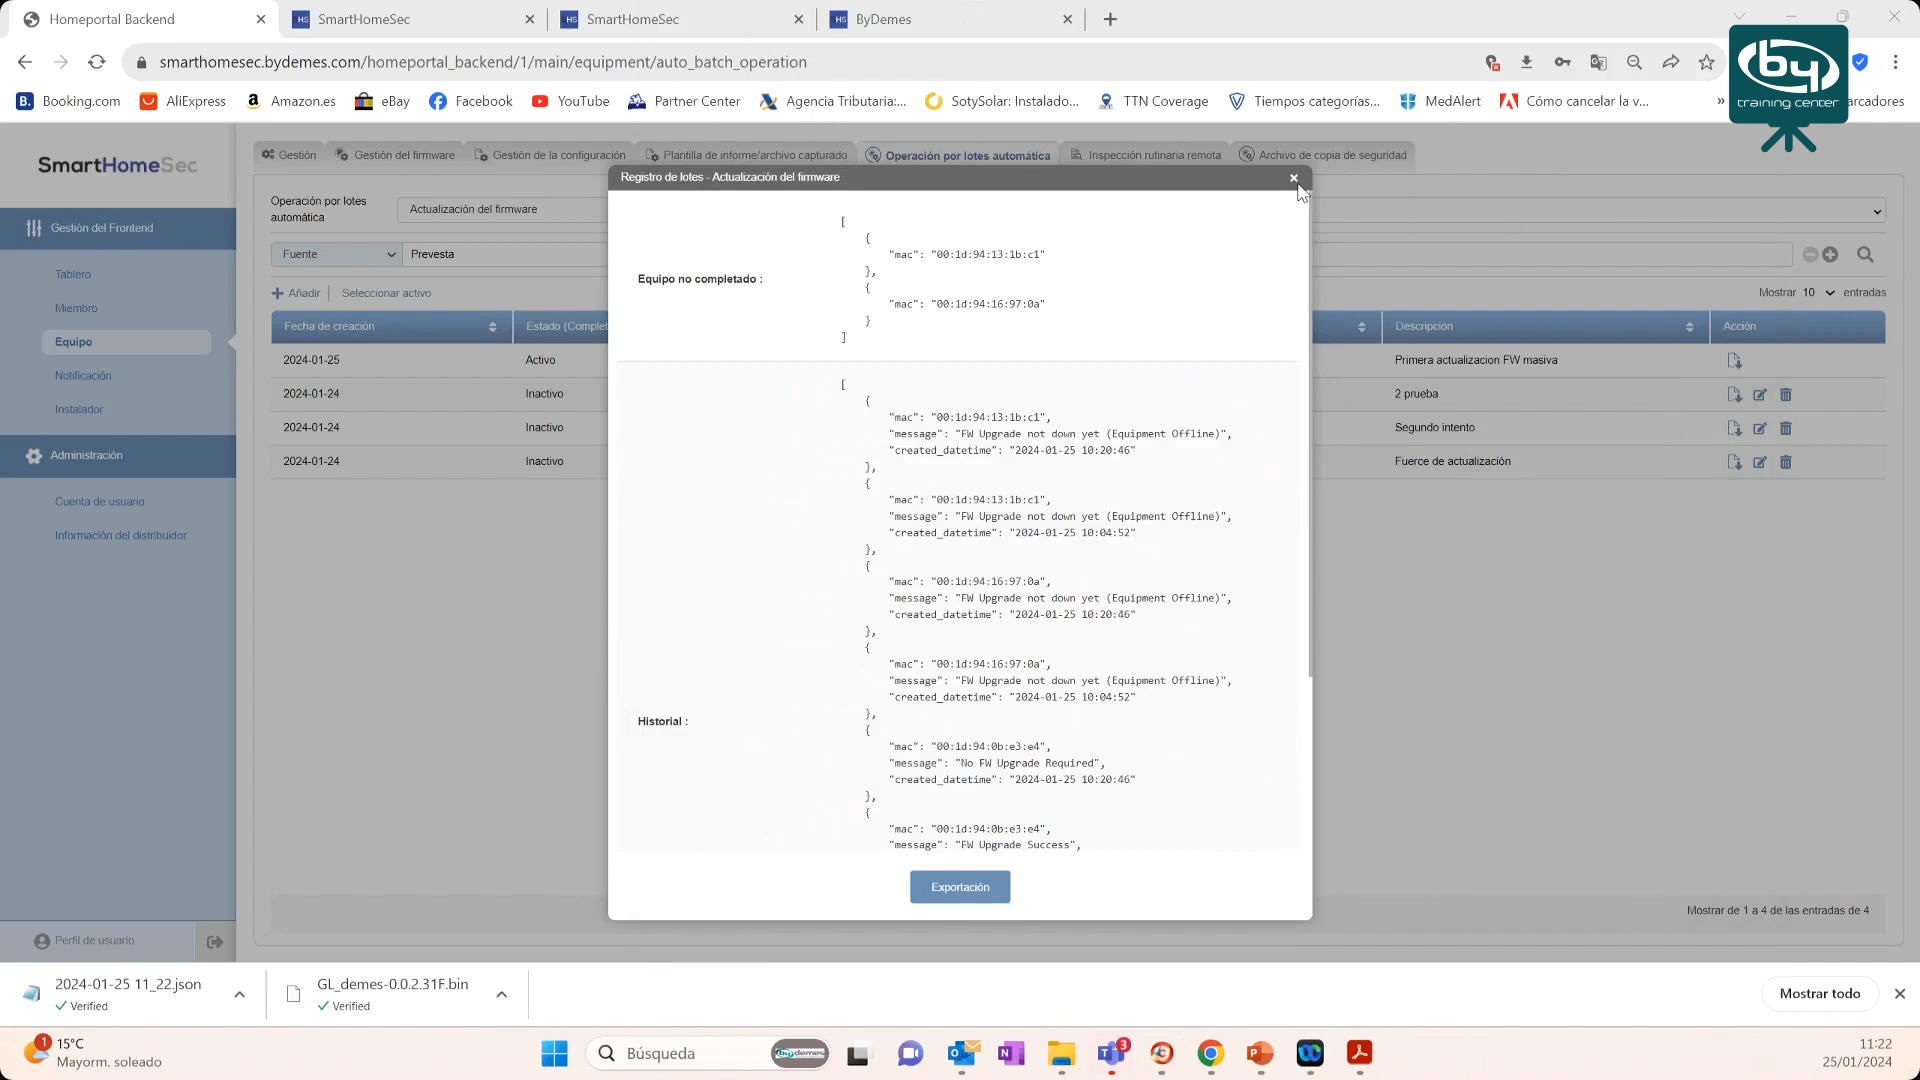 Homeportal Backend
SmartHomeSec
SmartHomeSec
ByDemes
smarthomesec.bydemes.com/homeportal_backend/1/main/equipment/auto_batch_operation
Booking.com
AliExpress
Amazon.es
eBay
Facebook
YouTube
Partner Center
Agencia Tributaria:...
SotySolar: Instalado...
TTN Coverage
Tiempos categorías...
MedAlert
Cómo cancelar la v...
»
arcadores
by
training center
SmartHomeSec
Gestión
Gestión del firmware
Gestión de la configuración
Plantilla de informe/archivo capturado
Operación por lotes automática
Inspección rutinaria remota
Archivo de copia de seguridad
Gestión del Frontend
Tablero
Miembro
Equipo
Notificación
Instalador
Administración
Cuenta de usuario
Información del distribuidor
Perfil de usuario
Operación por lotes
automática
Actualización del firmware
Fuente
Prevesta
Añadir
Seleccionar activo
Mostrar 10 entradas
Fecha de creación
Estado (Complet
Descripción
Acción
2024-01-25
Activo
Primera actualizacion FW masiva
2024-01-24
Inactivo
2 prueba
2024-01-24
Inactivo
Segundo intento
2024-01-24
Inactivo
Fuerce de actualización
Mostrar de 1 a 4 de las entradas de 4
Registro de lotes - Actualización del firmware
Equipo no completado :
[
{
"mac": "00:1d:94:13:1b:c1"
},
{
"mac": "00:1d:94:16:97:0a"
}
]
Historial :
[
{
"mac": "00:1d:94:13:1b:c1",
"message": "FW Upgrade not down yet (Equipment Offline)",
"created_datetime": "2024-01-25 10:20:46"
},
{
"mac": "00:1d:94:13:1b:c1",
"message": "FW Upgrade not down yet (Equipment Offline)",
"created_datetime": "2024-01-25 10:04:52"
},
{
"mac": "00:1d:94:16:97:0a",
"message": "FW Upgrade not down yet (Equipment Offline)",
"created_datetime": "2024-01-25 10:20:46"
},
{
"mac": "00:1d:94:16:97:0a",
"message": "FW Upgrade not down yet (Equipment Offline)",
"created_datetime": "2024-01-25 10:04:52"
},
{
"mac": "00:1d:94:0b:e3:e4",
"message": "No FW Upgrade Required",
"created_datetime": "2024-01-25 10:20:46"
},
{
"mac": "00:1d:94:0b:e3:e4",
"message": "FW Upgrade Success",
Exportación
2024-01-25 11_22.json
Verified
GL_demes-0.0.2.31F.bin
Verified
Mostrar todo
1
15°C
Mayorm. soleado
Búsqueda
bydemes
3
11:22
25/01/2024